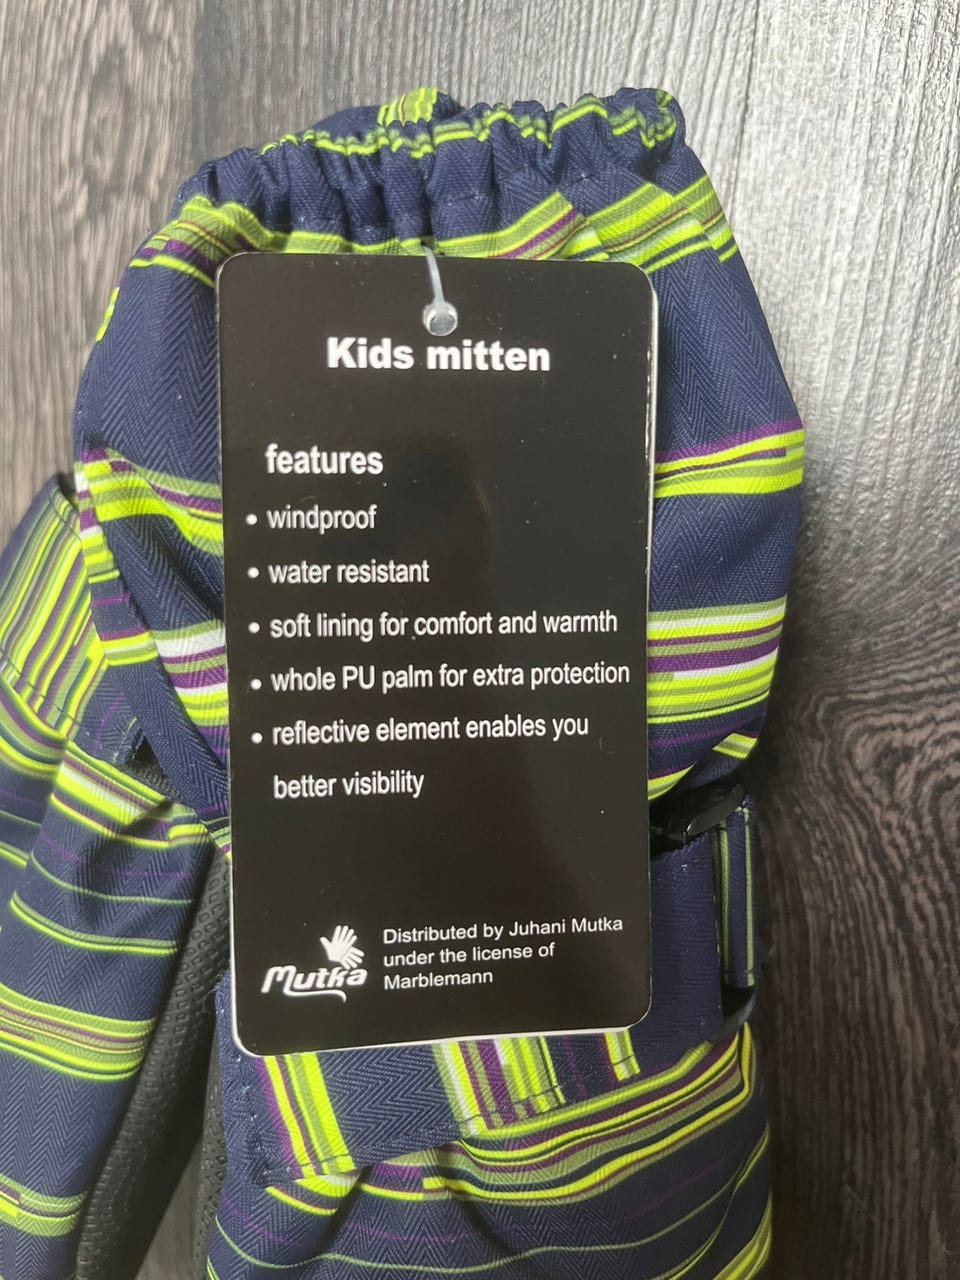 Kids mitten
features
• windproof
• water resistant
• soft lining for comfort and warmth
• whole PU palm for extra protection
• reflective element enables you
better visibility
Mutka
Distributed by Juhani Mutka
under the license of
Marblemann